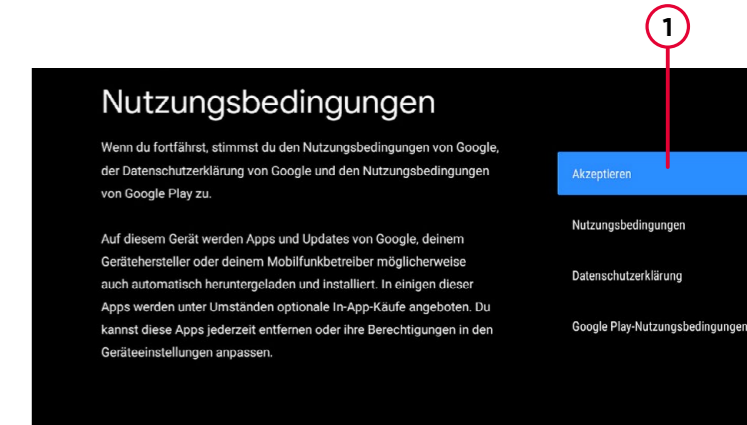 1
Nutzungsbedingungen
Wenn du fortfährst, stimmst du den Nutzungsbedingungen von Google,
der Datenschutzerklärung von Google und den Nutzungsbedingungen
von Google Play zu.
Auf diesem Gerät werden Apps und Updates von Google, deinem
Gerätehersteller oder deinem Mobilfunkbetreiber möglicherweise
auch automatisch heruntergeladen und installiert. In einigen dieser
Apps werden unter Umständen optionale In-App-Käufe angeboten. Du
kannst diese Apps jederzeit entfernen oder ihre Berechtigungen in den
Geräteeinstellungen anpassen.
Akzeptieren
Nutzungsbedingungen
Datenschutzerklärung
Google Play-Nutzungsbedingungen